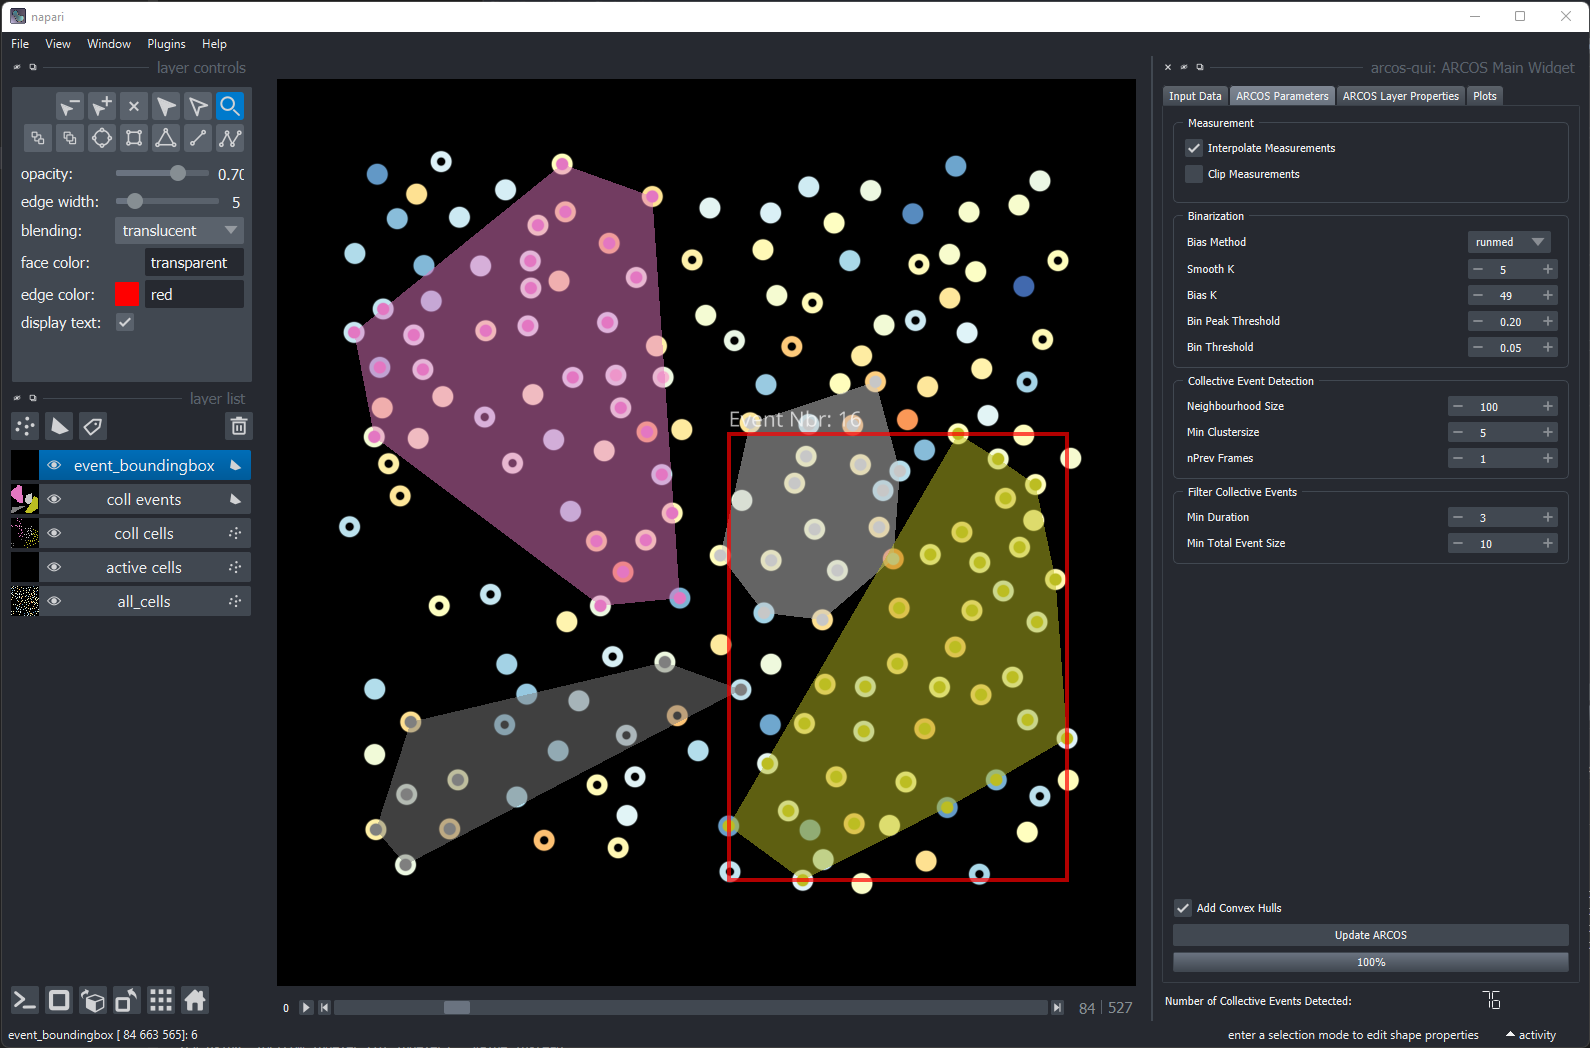 napari
File View Window Plugins Help
layer controls
opacity: 0.70
edge width: 5
blending: translucent
face color: transparent
edge color: red
display text:
layer list
event_boundingbox
coll events
coll cells
active cells
all_cells
event_boundingbox [ 84 663 565]: 6
Event Nbr: 16
0 84 527
arcos-gui: ARCOS Main Widget
Input Data ARCOS Parameters ARCOS Layer Properties Plots
Measurement
Interpolate Measurements
Clip Measurements
Binarization
Bias Method runmed
Smooth K 5
Bias K 49
Bin Peak Threshold 0.20
Bin Threshold 0.05
Collective Event Detection
Neighbourhood Size 100
Min Clustersize 5
nPrev Frames 1
Filter Collective Events
Min Duration 3
Min Total Event Size 10
Add Convex Hulls
Update ARCOS
100%
Number of Collective Events Detected: 76
enter a selection mode to edit shape properties activity